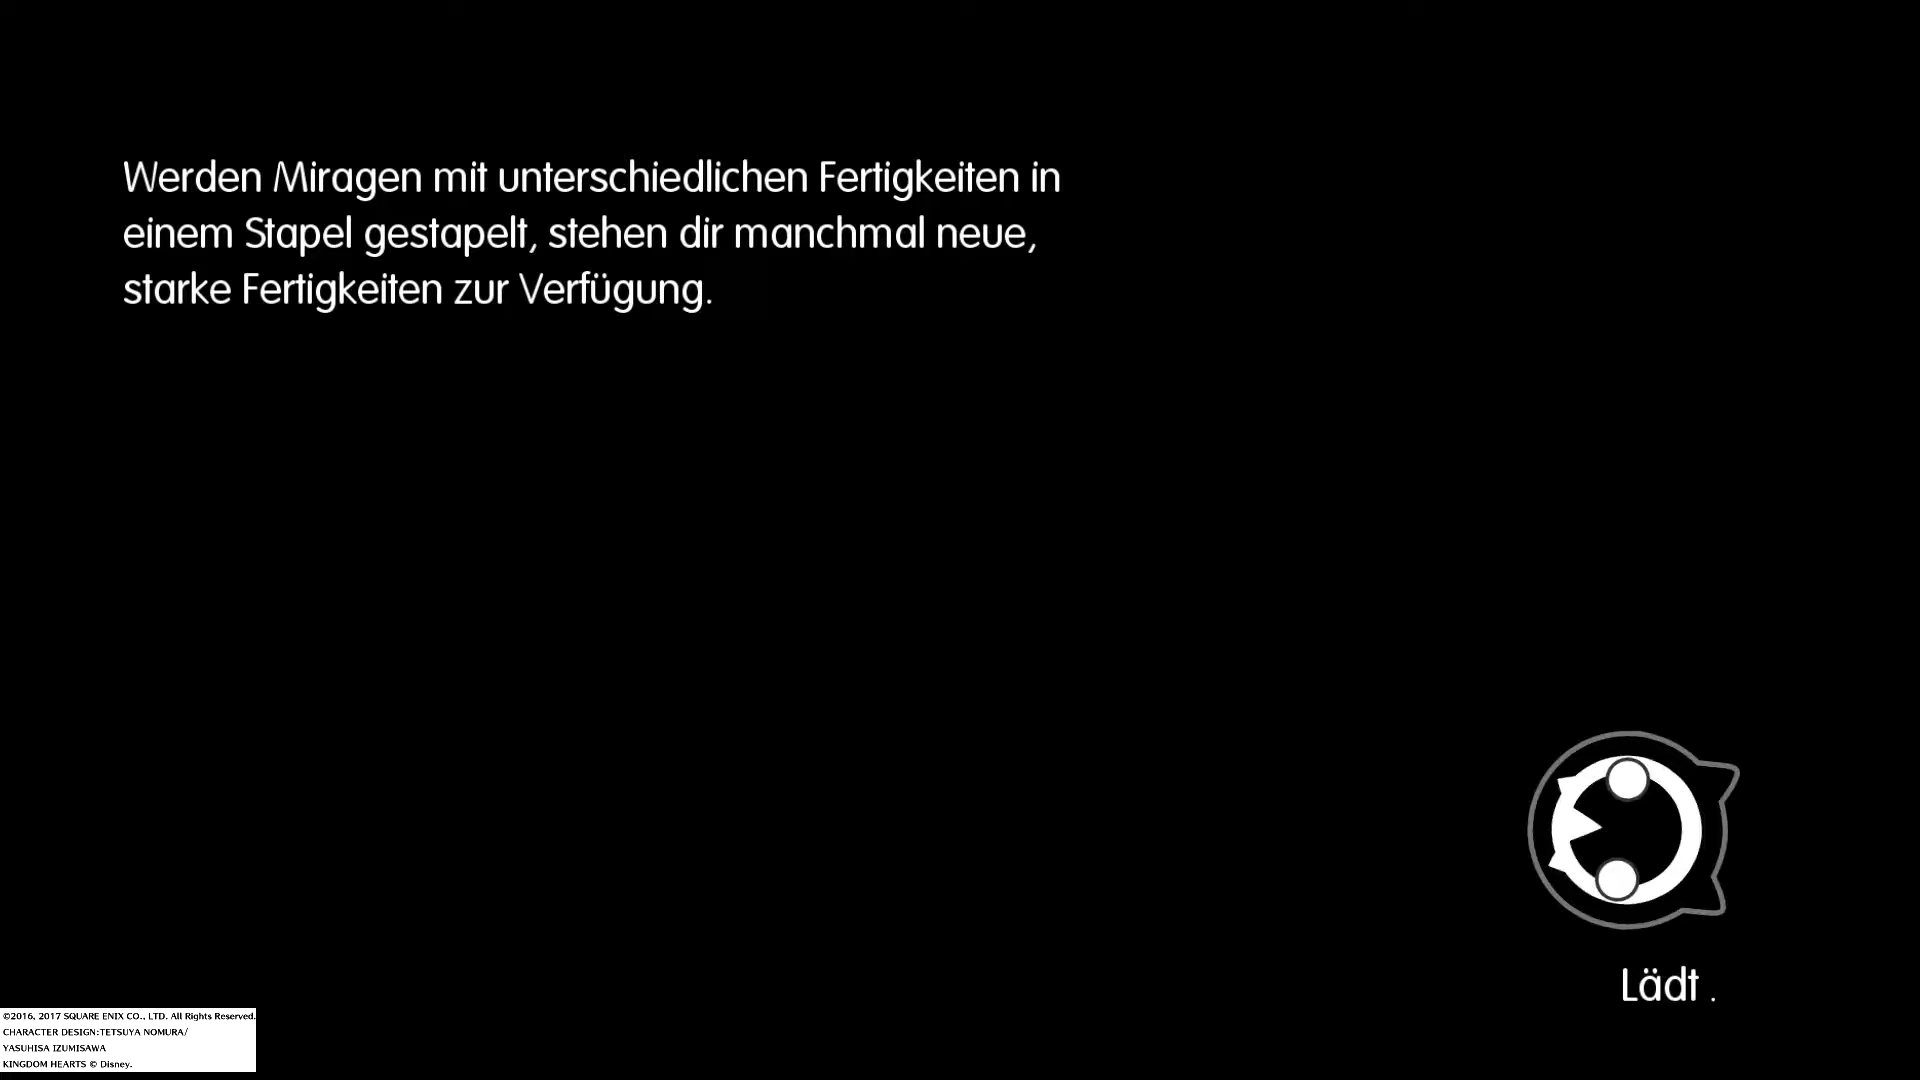 Werden Miragen mit unterschiedlichen Fertigkeiten in
einem Stapel gestapelt, stehen dir manchmal neue,
starke Fertigkeiten zur Verfügung.
Lädt .
©2016, 2017 SQUARE ENIX CO., LTD. All Rights Reserved.
CHARACTER DESIGN:TETSUYA NOMURA/
YASUHISA IZUMISAWA
KINGDOM HEARTS © Disney.